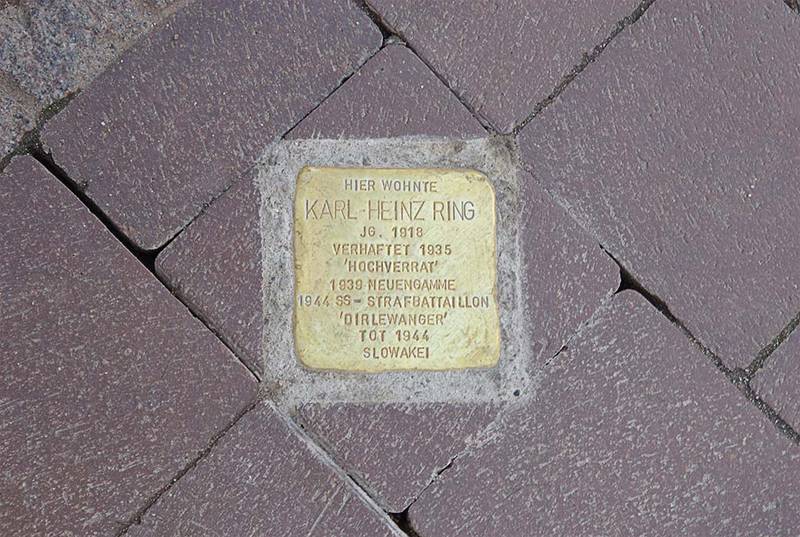 HIER WOHNTE
KARL-HEINZ RING
JG. 1918
VERHAFTET 1935
'HOCHVERRAT'
1939 NEUENGAMME
1944 SS-STRAFBATTAILLON
'DIRLEWANGER'
TOT 1944
SLOWAKEI